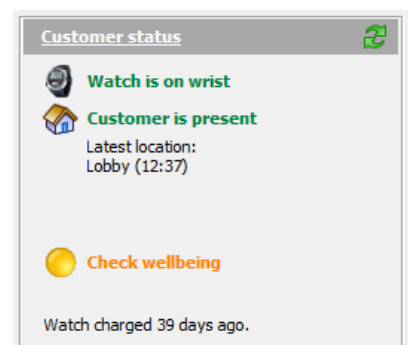 Customer status
Watch is on wrist
Customer is present
Latest location:
Lobby (12:37)
Check wellbeing
Watch charged 39 days ago.